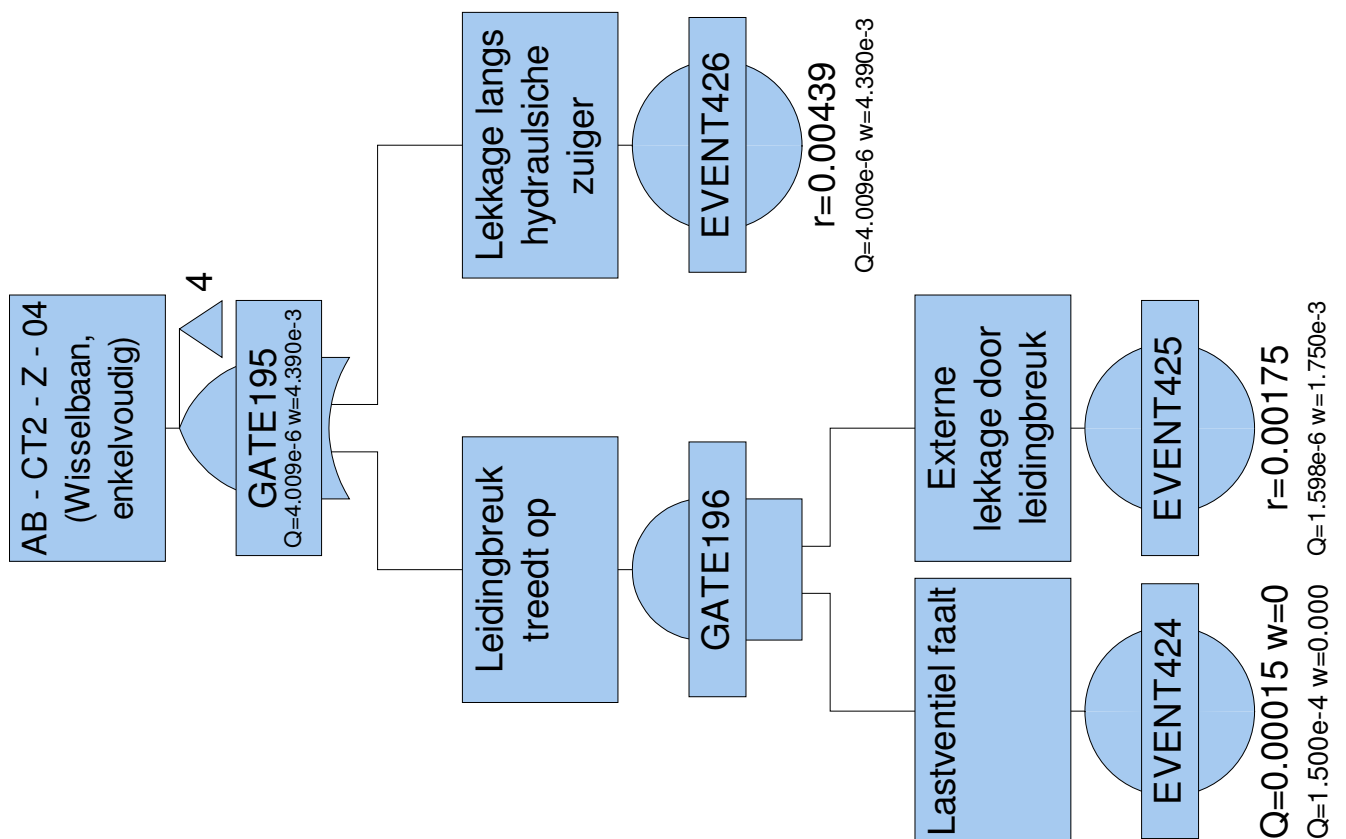 AB - CT2 - Z - 04
(Wisselbaan,
enkelvoudig)
4
GATE195
Q=4.009e-6 w=4.390e-3
Leidingbreuk
treedt op
GATE196
Lekkage langs
hydraulsiche
zuiger
EVENT426
r=0.00439
Q=4.009e-6 w=4.390e-3
Lastventiel faalt
EVENT424
Q=0.00015 w=0
Q=1.500e-4 w=0.000
Externe
lekkage door
leidingbreuk
EVENT425
r=0.00175
Q=1.598e-6 w=1.750e-3